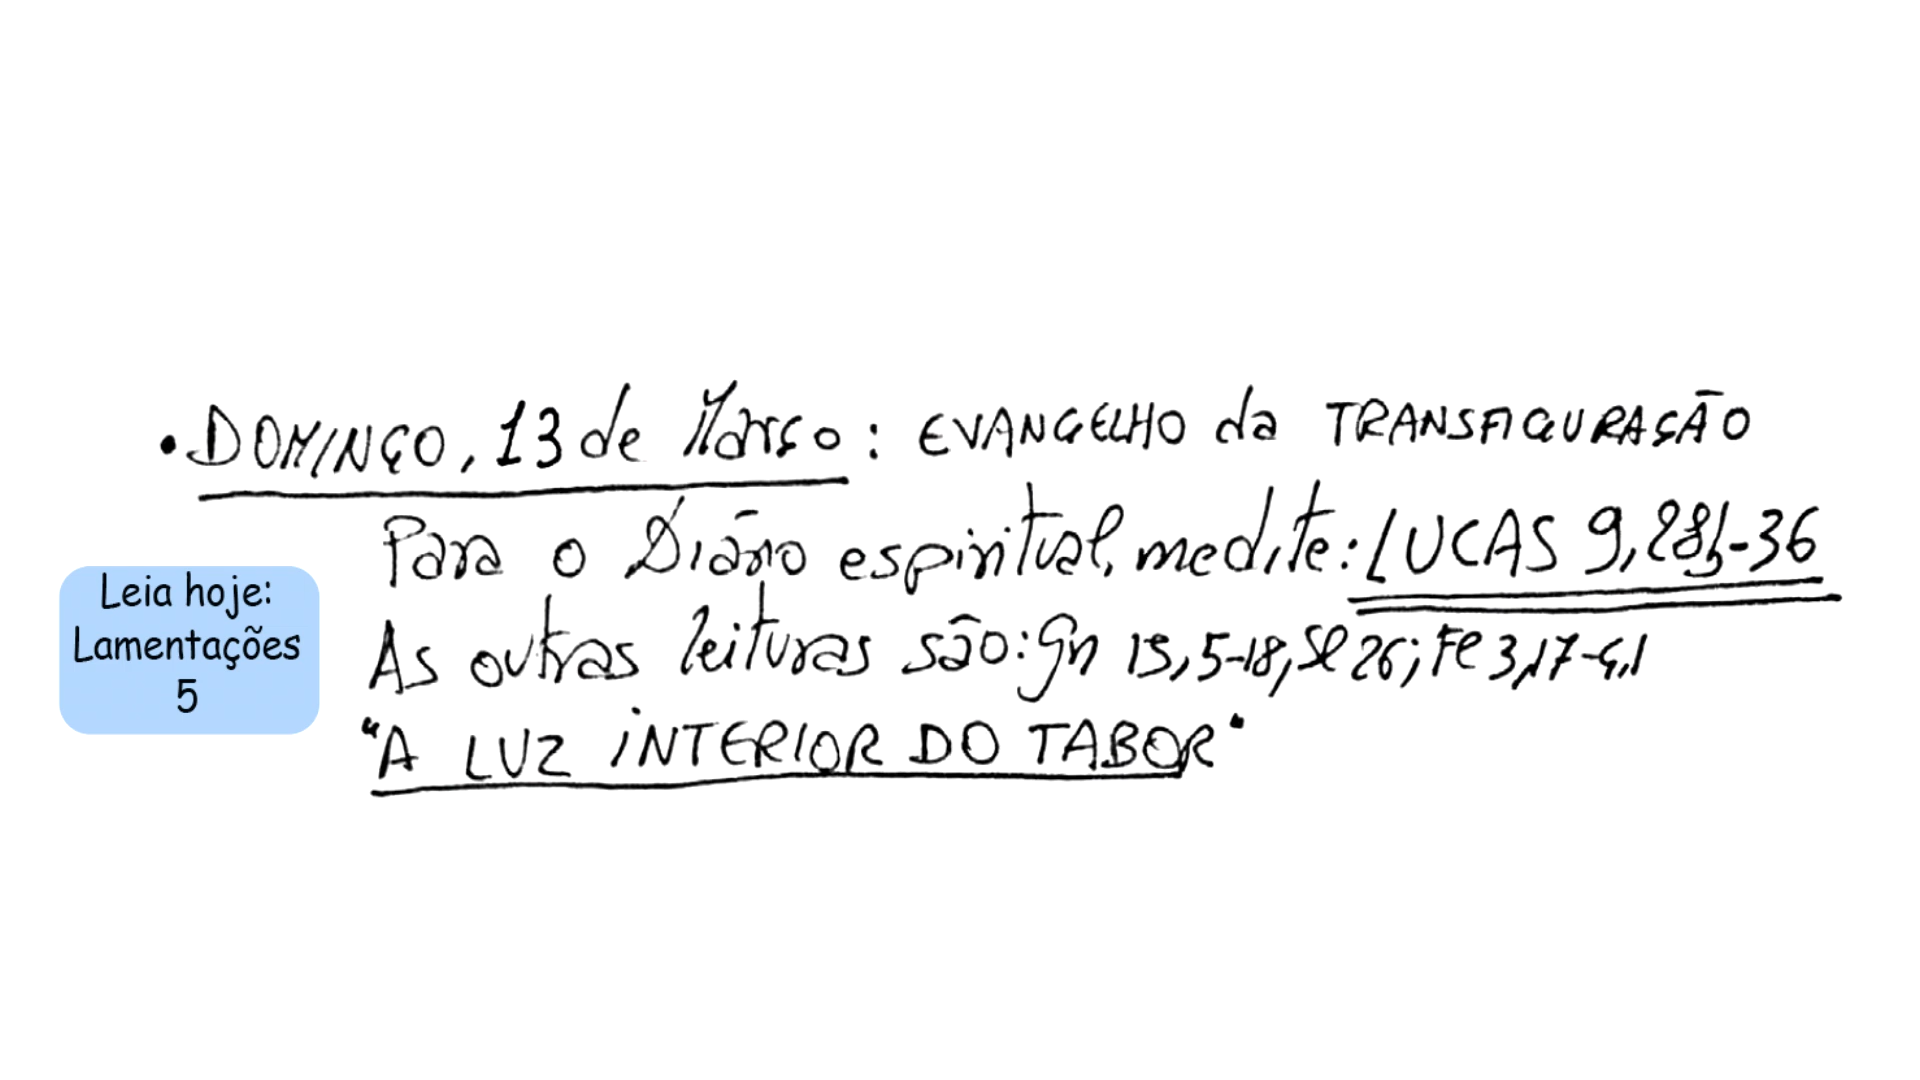 • DOMINGO, 13 de Março: EVANGELHO da TRANSFIGURAÇÃO
Para o Diário espiritual, medite: LUCAS 9,28b-36
Leia hoje:
Lamentações
5
As outras leituras são: Gn 15,5-18, Sl 26; Fl 3,17-4,1
"A LUZ INTERIOR DO TABOR"